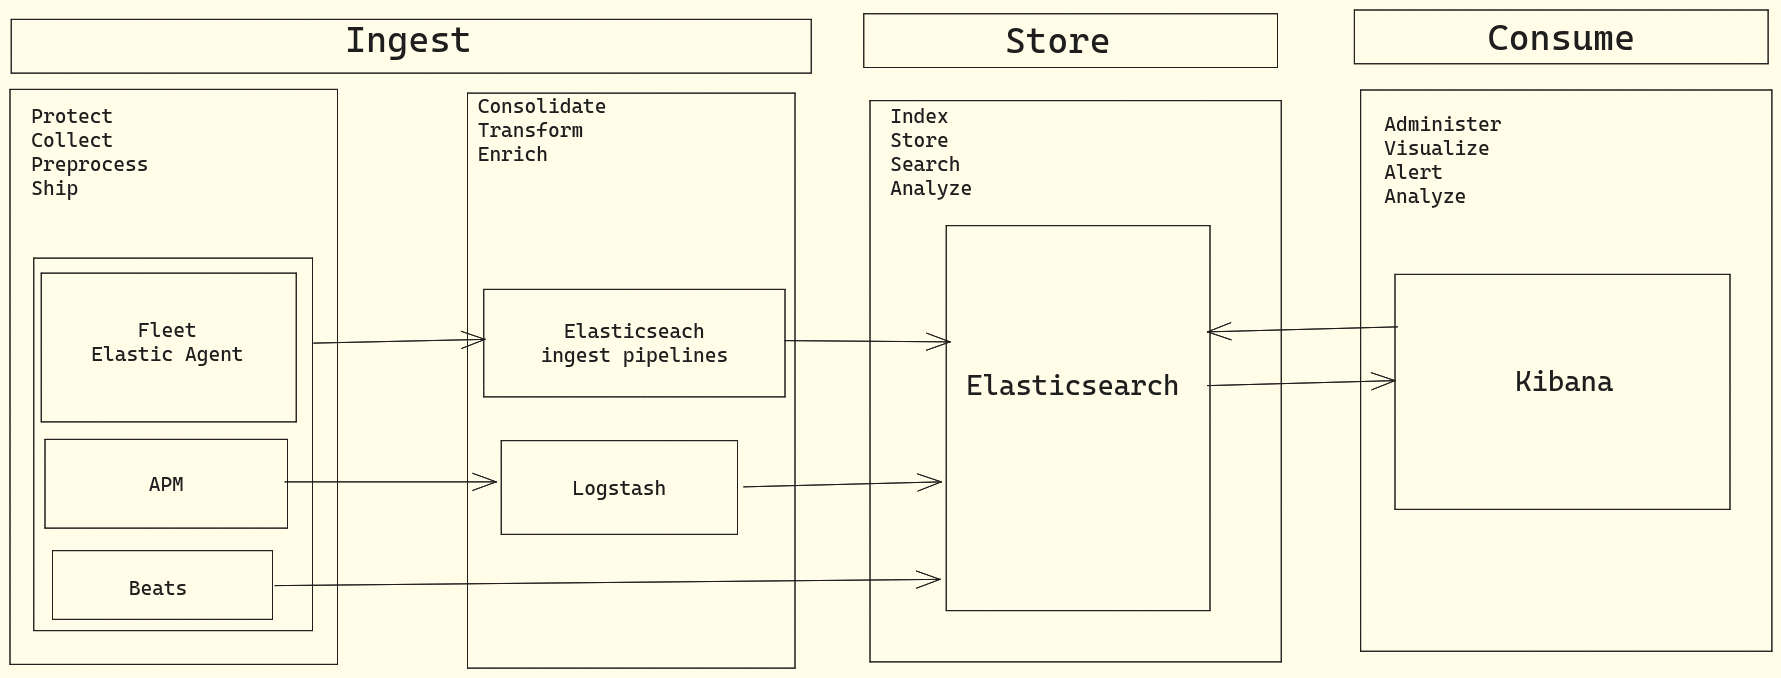 Ingest
Store
Consume
Protect
Collect
Preprocess
Ship
Consolidate
Transform
Enrich
Index
Store
Search
Analyze
Administer
Visualize
Alert
Analyze
Fleet
Elastic Agent
Elasticseach
ingest pipelines
Elasticsearch
Kibana
APM
Logstash
Beats